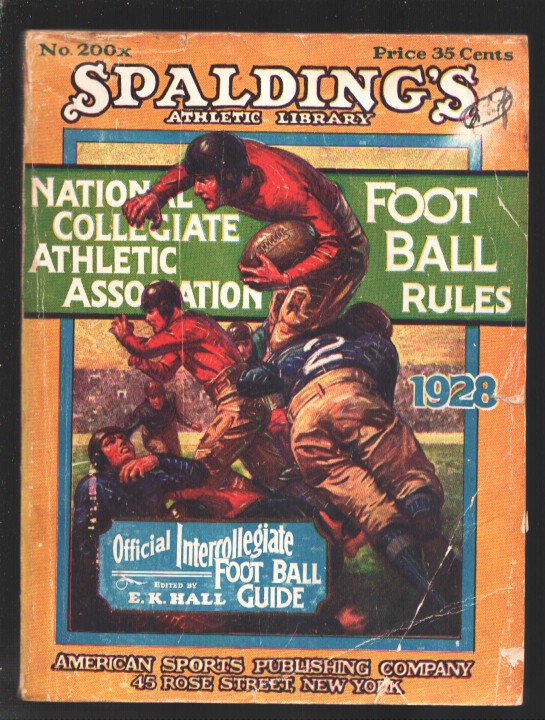 No. 200x
Price 35 Cents
SPALDING'S
ATHLETIC LIBRARY
NATIONAL
COLLEGIATE
ATHLETIC
ASSOCIATION
FOOT
BALL
RULES
2
1928
Official Intercollegiate
FOOT BALL
GUIDE
EDITED BY
E. K. HALL
AMERICAN SPORTS PUBLISHING COMPANY
45 ROSE STREET, NEW YORK